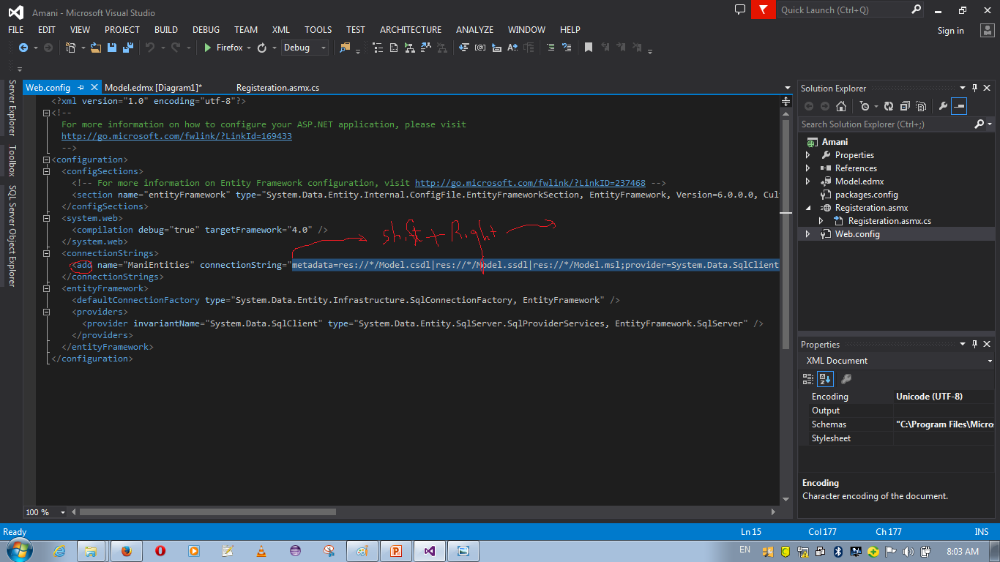 Amani - Microsoft Visual Studio
Quick Launch (Ctrl+Q)
FILE EDIT VIEW PROJECT BUILD DEBUG TEAM XML TOOLS TEST ARCHITECTURE ANALYZE WINDOW HELP
Sign in
Firefox Debug
Server Explorer
Toolbox
SQL Server Object Explorer
Web.config Model.edmx [Diagram1]* Registeration.asmx.cs
<?xml version="1.0" encoding="utf-8"?>
<!--
For more information on how to configure your ASP.NET application, please visit
http://go.microsoft.com/fwlink/?LinkId=169433
-->
<configuration>
<configSections>
<!-- For more information on Entity Framework configuration, visit http://go.microsoft.com/fwlink/?LinkID=237468 -->
<section name="entityFramework" type="System.Data.Entity.Internal.ConfigFile.EntityFrameworkSection, EntityFramework, Version=6.0.0.0, Cul
</configSections>
<system.web>
<compilation debug="true" targetFramework="4.0" />
</system.web>
shift + Right
<connectionStrings>
<add name="ManiEntities" connectionString="metadata=res://*/Model.csdl|res://*/Model.ssdl|res://*/Model.msl;provider=System.Data.SqlClient
</connectionStrings>
<entityFramework>
<defaultConnectionFactory type="System.Data.Entity.Infrastructure.SqlConnectionFactory, EntityFramework" />
<providers>
<provider invariantName="System.Data.SqlClient" type="System.Data.Entity.SqlServer.SqlProviderServices, EntityFramework.SqlServer" />
</providers>
</entityFramework>
</configuration>
100 %
Solution Explorer
Search Solution Explorer (Ctrl+;)
Amani
Properties
References
Model.edmx
packages.config
Registeration.asmx
Registeration.asmx.cs
Web.config
Properties
XML Document
Encoding Unicode (UTF-8)
Output
Schemas "C:\Program Files\Micros
Stylesheet
Encoding
Character encoding of the document.
Ready Ln 15 Col 177 Ch 177 INS
EN 8:03 AM